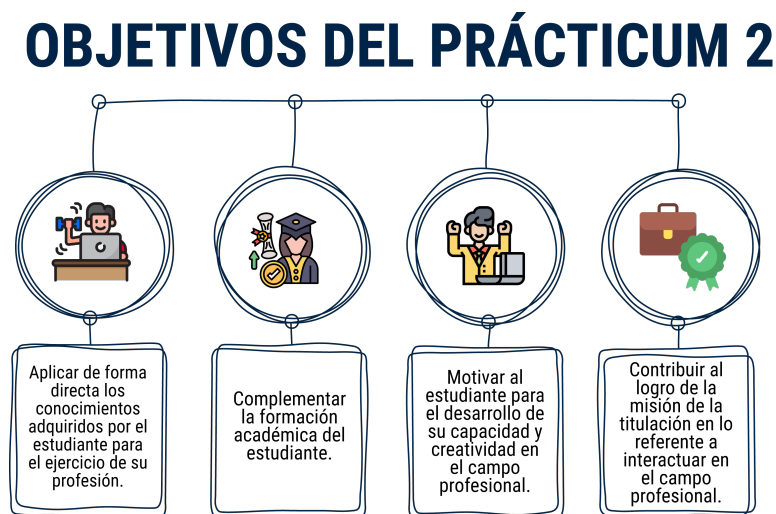 OBJETIVOS DEL PRÁCTICUM 2
Aplicar de forma
directa los
conocimientos
adquiridos por el
estudiante para
el ejercicio de su
profesión.
Complementar
la formación
académica del
estudiante.
Motivar al
estudiante para
el desarrollo de
su capacidad y
creatividad en
el campo
profesional.
Contribuir al
logro de la
misión de la
titulación en lo
referente a
interactuar en
el campo
profesional.